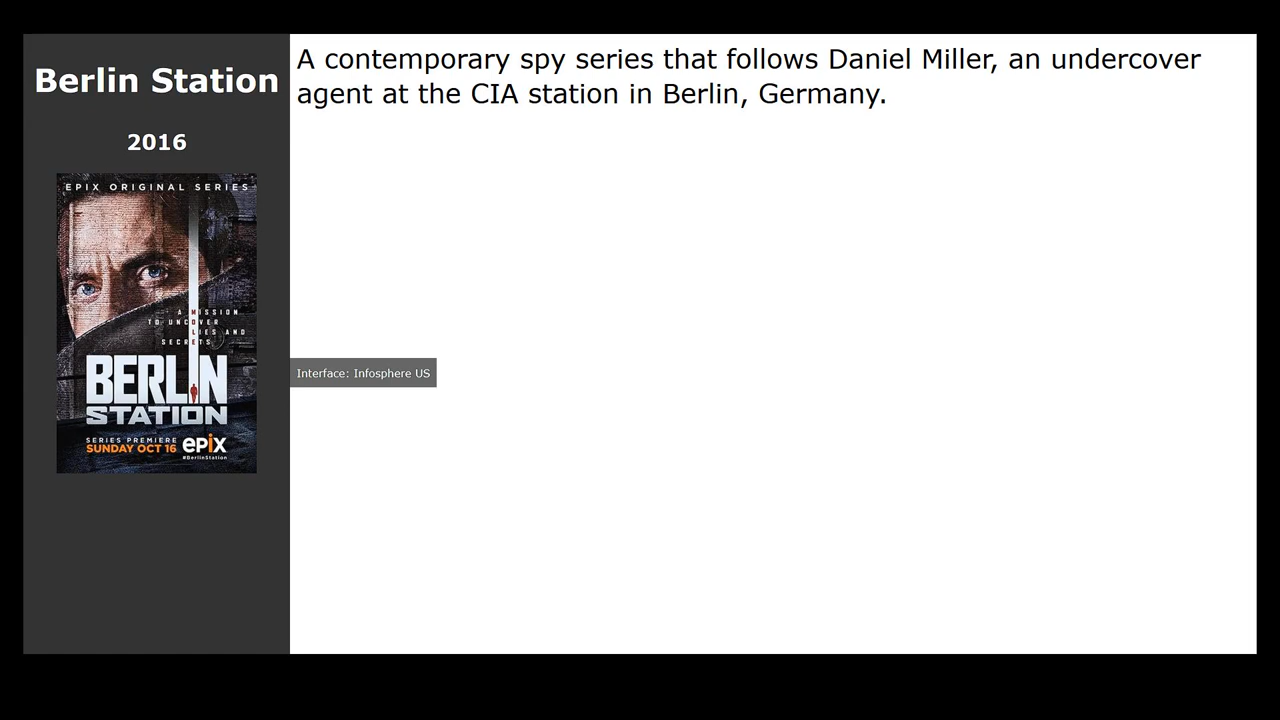 Berlin Station
2016
EPIX ORIGINAL SERIES
A MISSION
TO UNCOVER
LIES AND
SECRETS
BERLIN
STATION
SERIES PREMIERE
SUNDAY OCT 16
epix
#BerlinStation
A contemporary spy series that follows Daniel Miller, an undercover
agent at the CIA station in Berlin, Germany.
Interface: Infosphere US